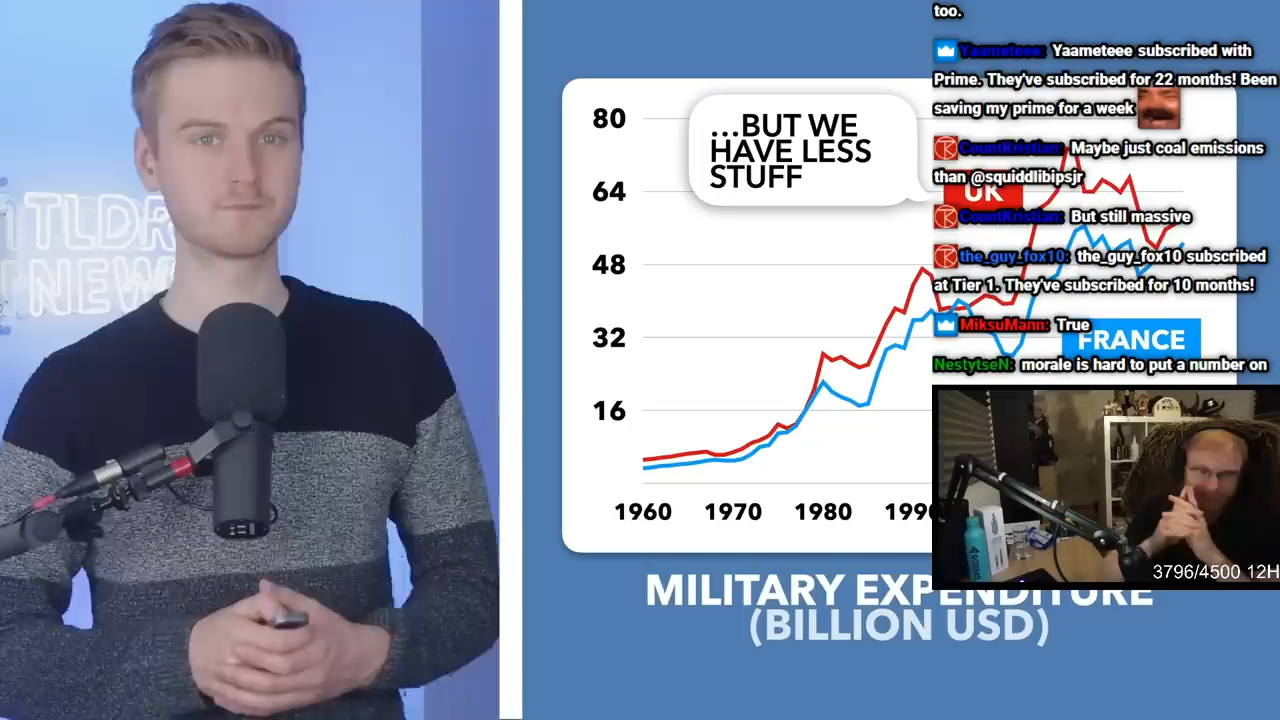 TLDR
NEWS
80
64
48
32
16
...BUT WE
HAVE LESS
STUFF
UK
FRANCE
1960
1970
1980
1990
MILITARY EXPENDITURE
(BILLION USD)
too.
Yaameteee: Yaameteee subscribed with
Prime. They've subscribed for 22 months! Been
saving my prime for a week
CountKristian: Maybe just coal emissions
than @squiddlibipsjr
CountKristian: But still massive
the_guy_fox10: the_guy_fox10 subscribed
at Tier 1. They've subscribed for 10 months!
MiksuMann: True
NestytseN: morale is hard to put a number on
3796/4500 12H